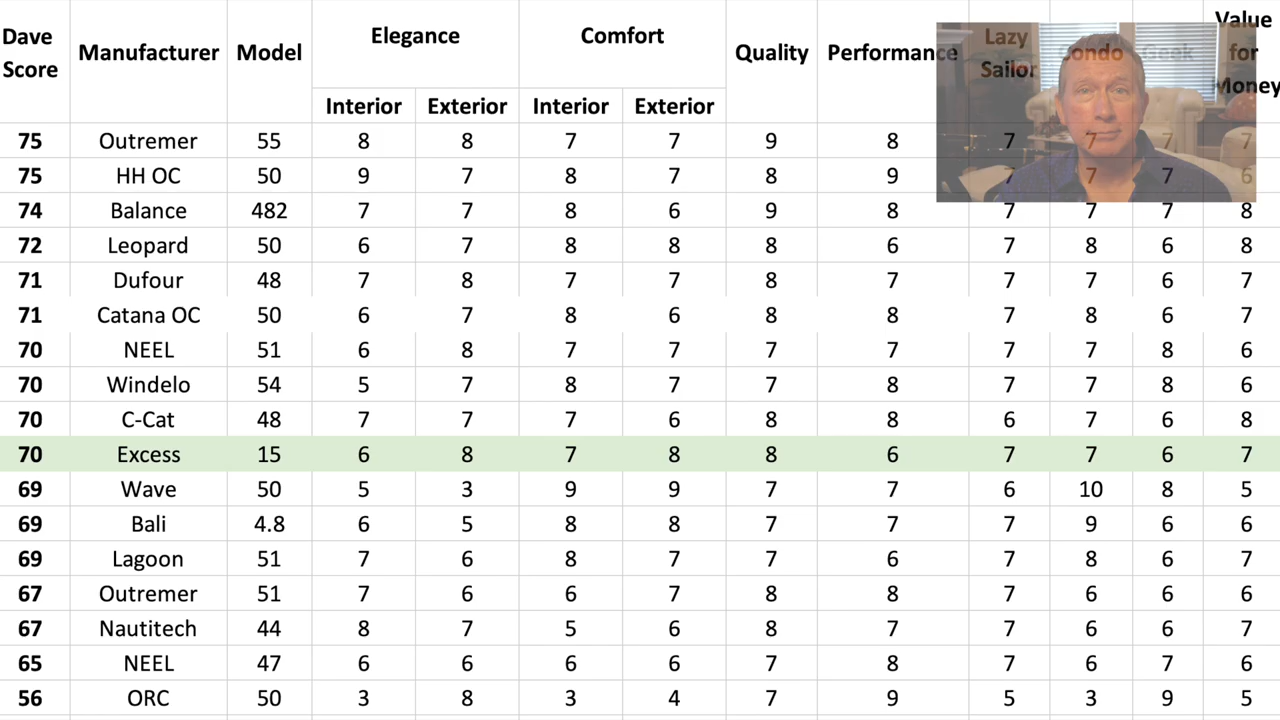 Dave Score Manufacturer Model Elegance Comfort Quality Performance Lazy Sailor Condo Geek Value for Money
Interior Exterior Interior Exterior
75 Outremer 55 8 8 7 7 9 8 7 7 7 7
75 HH OC 50 9 7 8 7 8 9 7 7 7 6
74 Balance 482 7 7 8 6 9 8 7 7 7 8
72 Leopard 50 6 7 8 8 8 6 7 8 6 8
71 Dufour 48 7 8 7 7 8 7 7 7 6 7
71 Catana OC 50 6 7 8 6 8 8 7 8 6 7
70 NEEL 51 6 8 7 7 7 7 7 7 8 6
70 Windelo 54 5 7 8 7 7 8 7 7 8 6
70 C-Cat 48 7 7 7 6 8 8 6 7 6 8
70 Excess 15 6 8 7 8 8 6 7 7 6 7
69 Wave 50 5 3 9 9 7 7 6 10 8 5
69 Bali 4.8 6 5 8 8 7 7 7 9 6 6
69 Lagoon 51 7 6 8 7 7 6 7 8 6 7
67 Outremer 51 7 6 6 7 8 8 7 6 6 6
67 Nautitech 44 8 7 5 6 8 7 7 6 6 7
65 NEEL 47 6 6 6 6 7 8 7 6 7 6
56 ORC 50 3 8 3 4 7 9 5 3 9 5